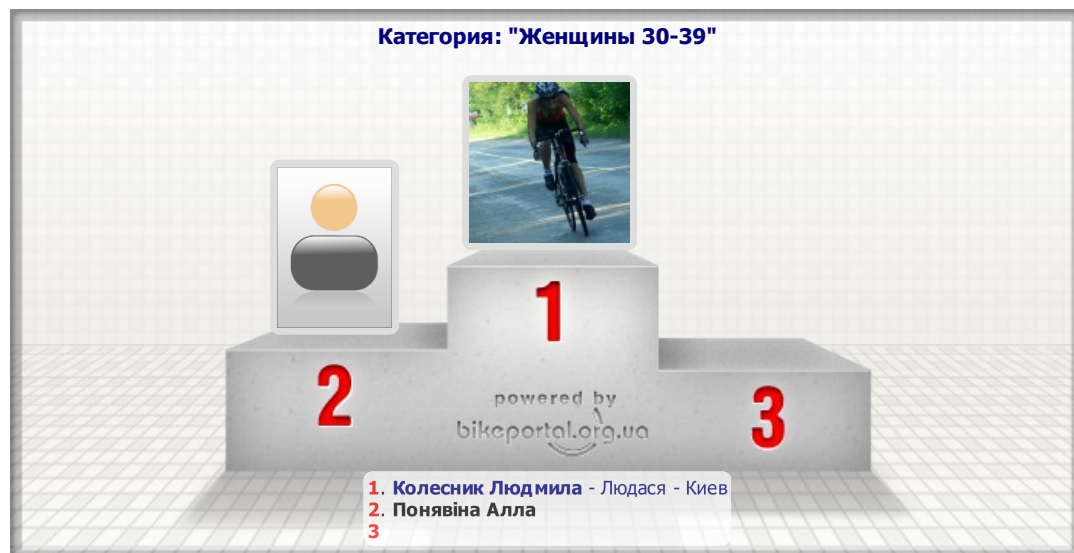 Категория: "Женщины 30-39"
1
2
3
powered by
bikeportal.org.ua
1. Колесник Людмила - Людася - Киев
2. Понявіна Алла
3